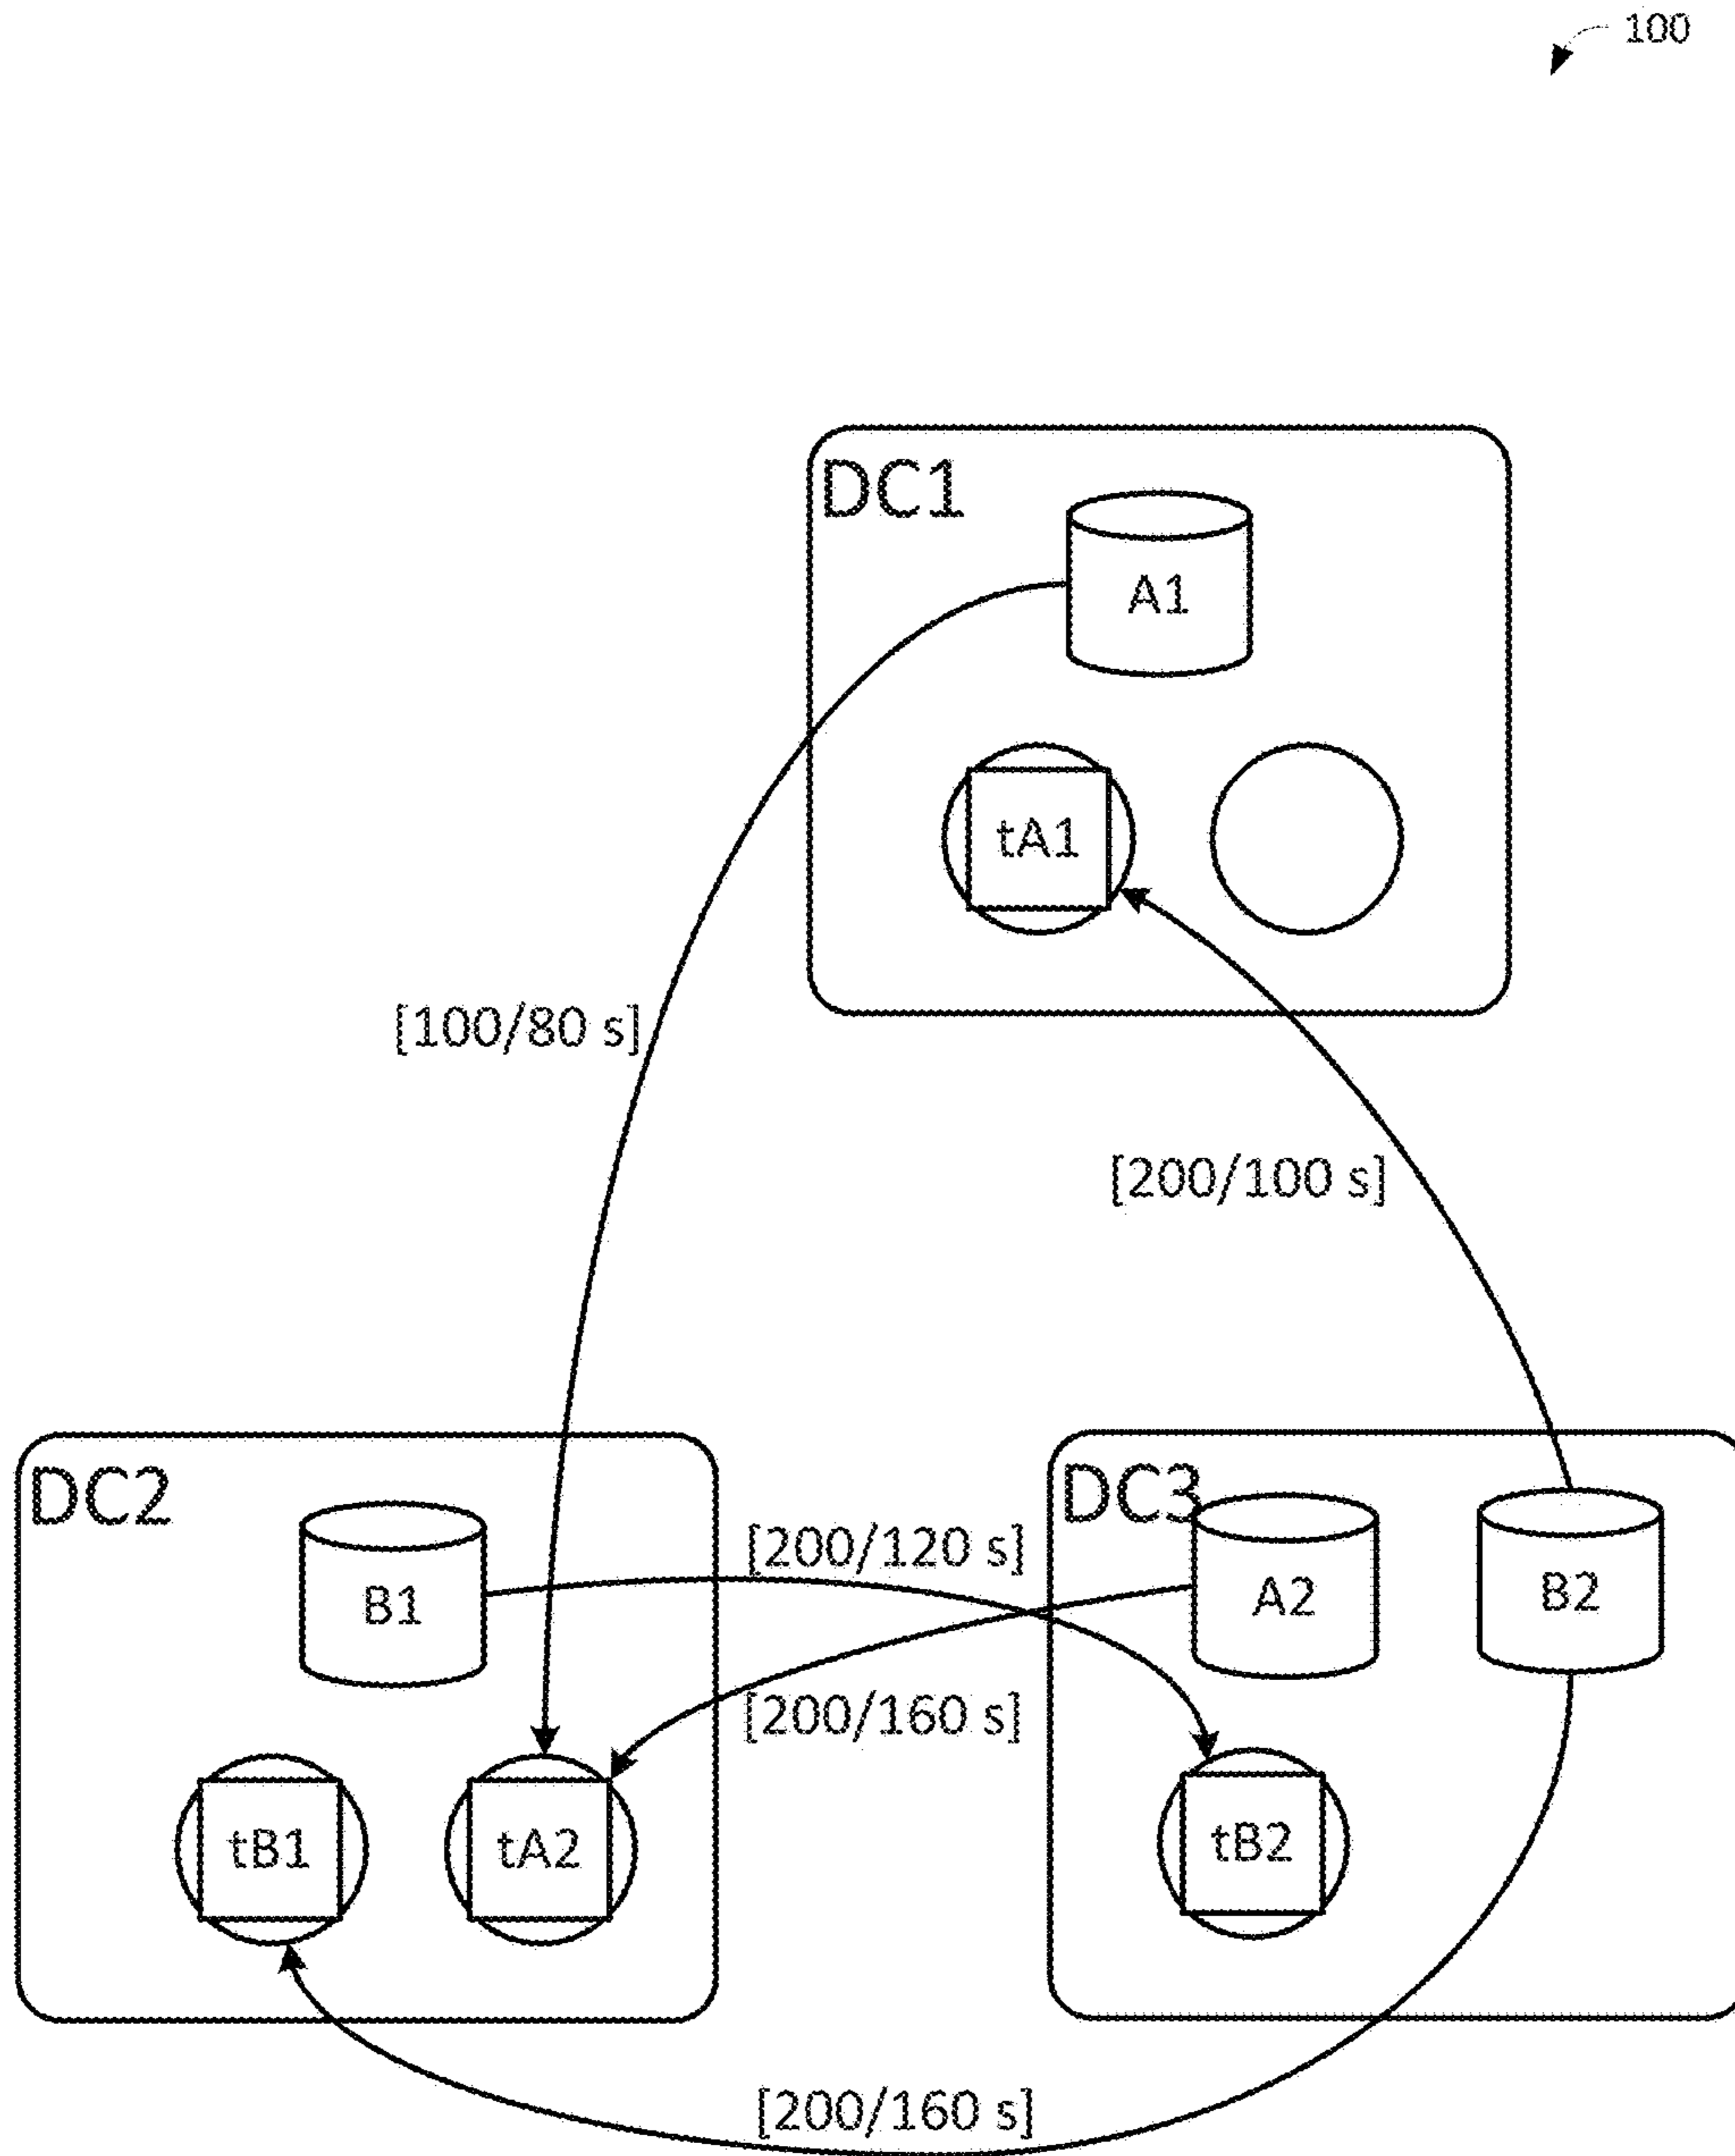 100
DC1
A1
tA1
[100/80 s]
[200/100 s]
DC2
DC3
B1
[200/120 s]
A2
B2
[200/160 s]
tB1
tA2
tB2
[200/160 s]